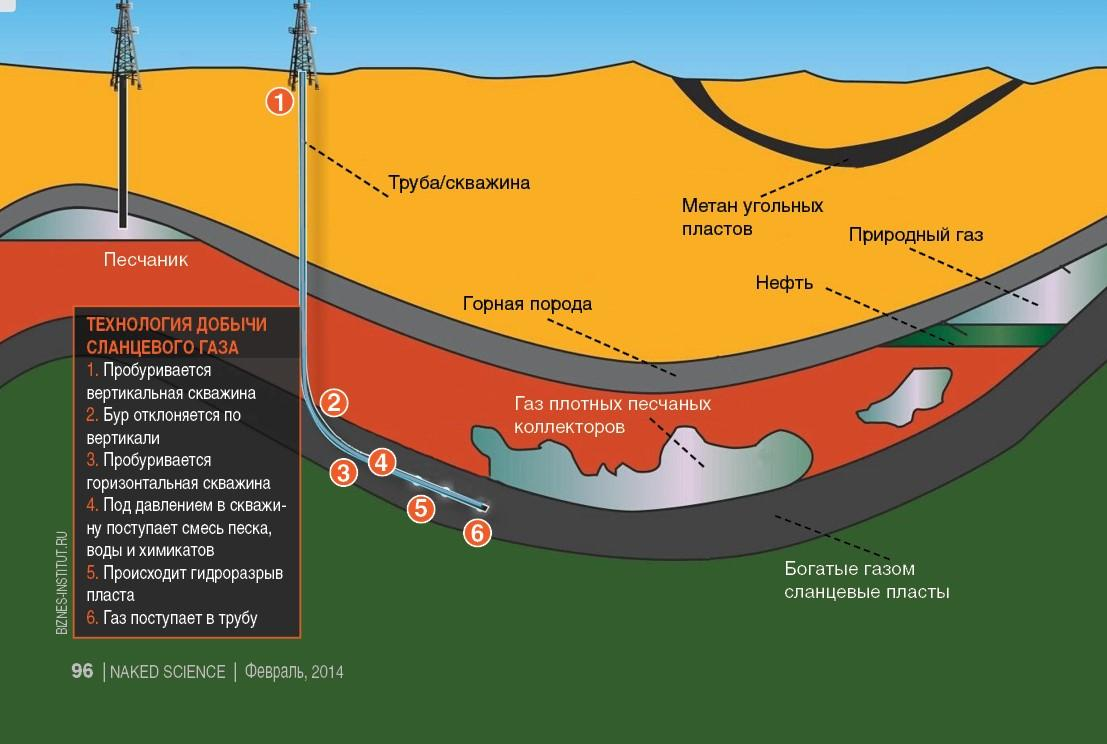 1
Труба/скважина
Метан угольных
пластов
Природный газ
Песчаник
Нефть
Горная порода
ТЕХНОЛОГИЯ ДОБЫЧИ
СЛАНЦЕВОГО ГАЗА
1. Пробуривается
вертикальная скважина
2. Бур отклоняется по
вертикали
3. Пробуривается
горизонтальная скважина
4. Под давлением в скважи-
ну поступает смесь песка,
воды и химикатов
5. Происходит гидроразрыв
пласта
6. Газ поступает в трубу
2
Газ плотных песчаных
коллекторов
3
4
5
6
Богатые газом
сланцевые пласты
BIZNES-INSTITUT.RU
96 | NAKED SCIENCE | Февраль, 2014